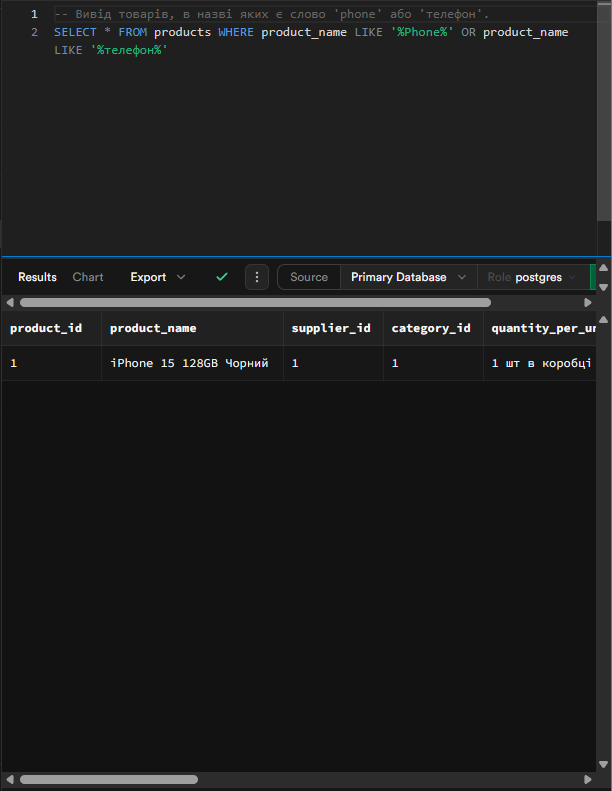 1 -- Вивід товарів, в назві яких є слово 'phone' або 'телефон'.
2 SELECT * FROM products WHERE product_name LIKE '%Phone%' OR product_name
LIKE '%телефон%'
Results Chart Export Source Primary Database Role postgres
product_id product_name supplier_id category_id quantity_per_un
1 iPhone 15 128GB Чорний 1 1 1 шт в коробці